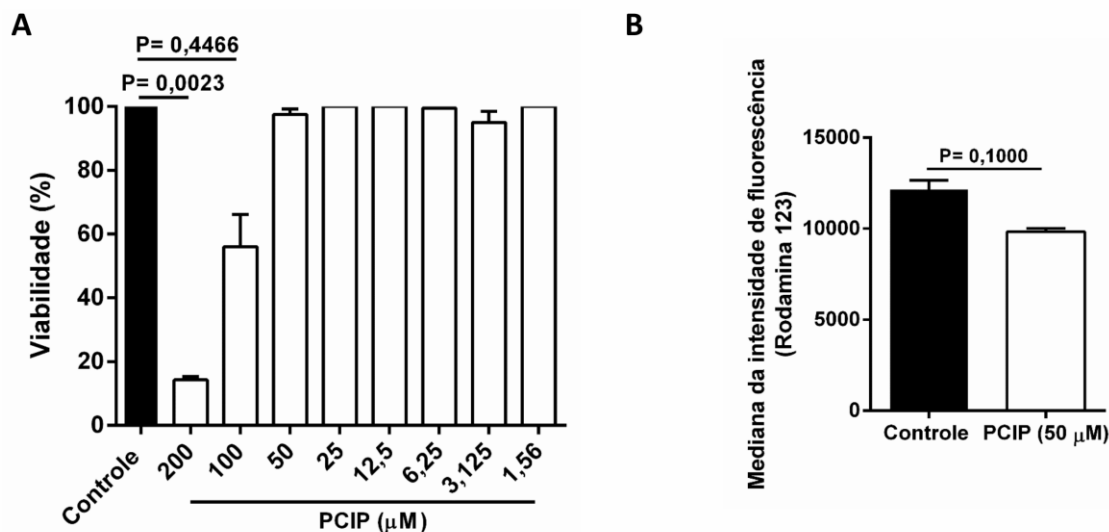 A
P= 0,4466
P= 0,0023
Viabilidade (%)
100
80
60
40
20
0
Controle
200
100
50
25
12,5
6,25
3,125
1,56
PCIP (μM)
B
Mediana da intensidade de fluorescência
(Rodamina 123)
15000
10000
5000
0
P= 0,1000
Controle
PCIP (50 μM)